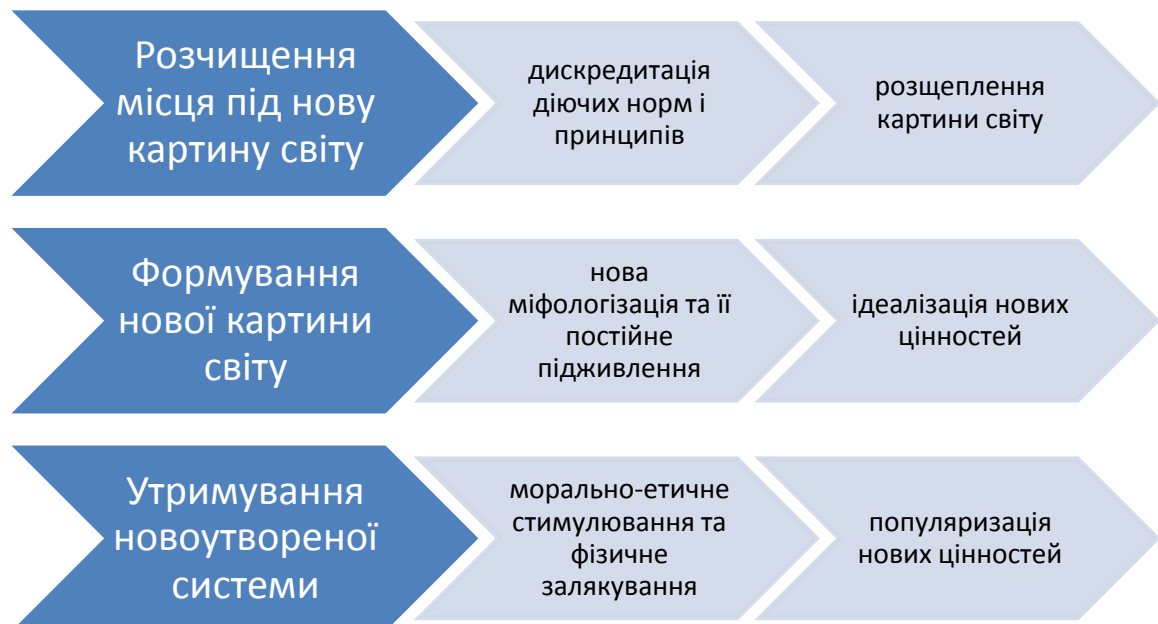 Розчищення
місця під нову
картину світу
дискредитація
діючих норм і
принципів
розщеплення
картини світу
Формування
нової картини
світу
нова
міфологізація та її
постійне
підживлення
ідеалізація нових
цінностей
Утримування
новоутвореної
системи
морально-етичне
стимулювання та
фізичне
залякування
популяризація
нових цінностей